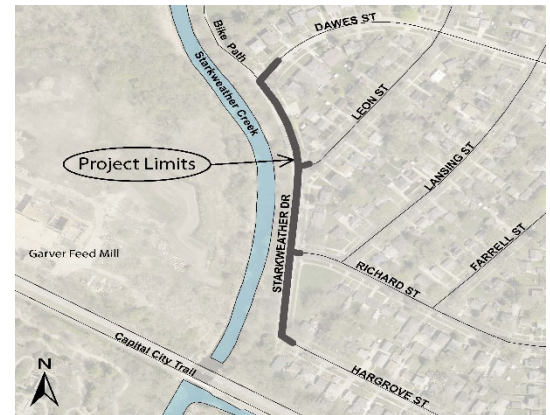 DAWES ST
Bike Path
Starkweather Creek
LEON ST
Project Limits
LANSING ST
FARRELL ST
Garver Feed Mill
STARKWEATHER DR
RICHARD ST
Capital City Trail
HARGROVE ST
N